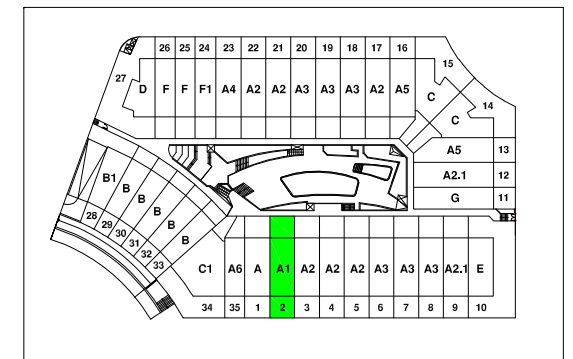 26 25 24 23 22 21 20 19 18 17 16
15
27
D F F F1 A4 A2 A2 A3 A3 A3 A2 A5
C
14
C
A5 13
A2.1 12
G 11
B1
B
B
B
B
B
28
29
30
31
32
33
C1 A6 A A1 A2 A2 A2 A3 A3 A3 A2.1 E
34 35 1 2 3 4 5 6 7 8 9 10